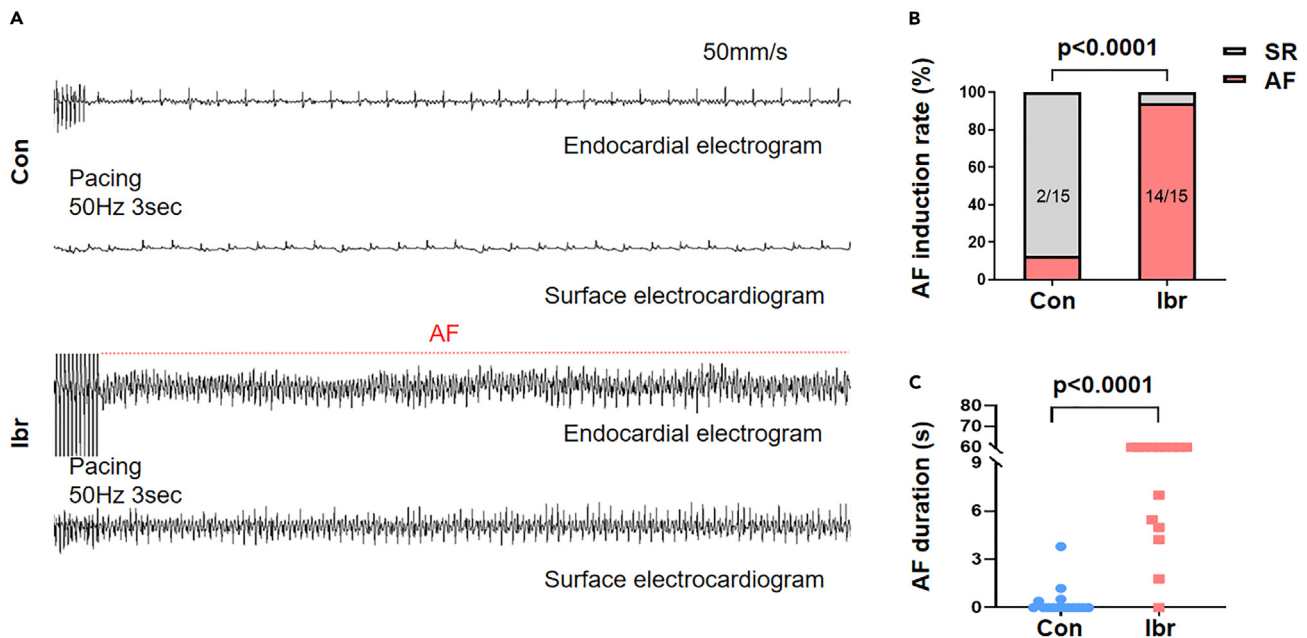 A
50mm/s
Con
Endocardial electrogram
Pacing
50Hz 3sec
Surface electrocardiogram
AF
Ibr
Endocardial electrogram
Pacing
50Hz 3sec
Surface electrocardiogram
B
p<0.0001
SR
AF
AF induction rate (%)
100
80
60
40
20
0
2/15
14/15
Con
Ibr
C
p<0.0001
AF duration (s)
80
70
60
9
6
3
0
Con
Ibr